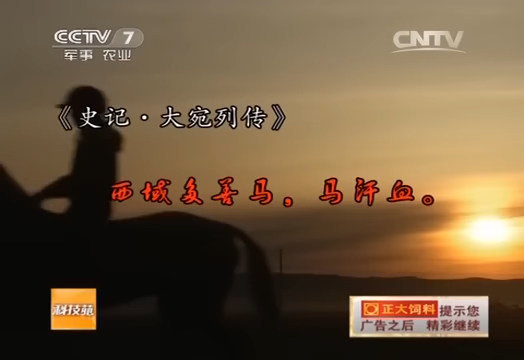 CCTV 7
军事 农业
CNTV
《史记·大宛列传》
西域多善马，马汗血。
科技苑
正大饲料 提示您
广告之后 精彩继续